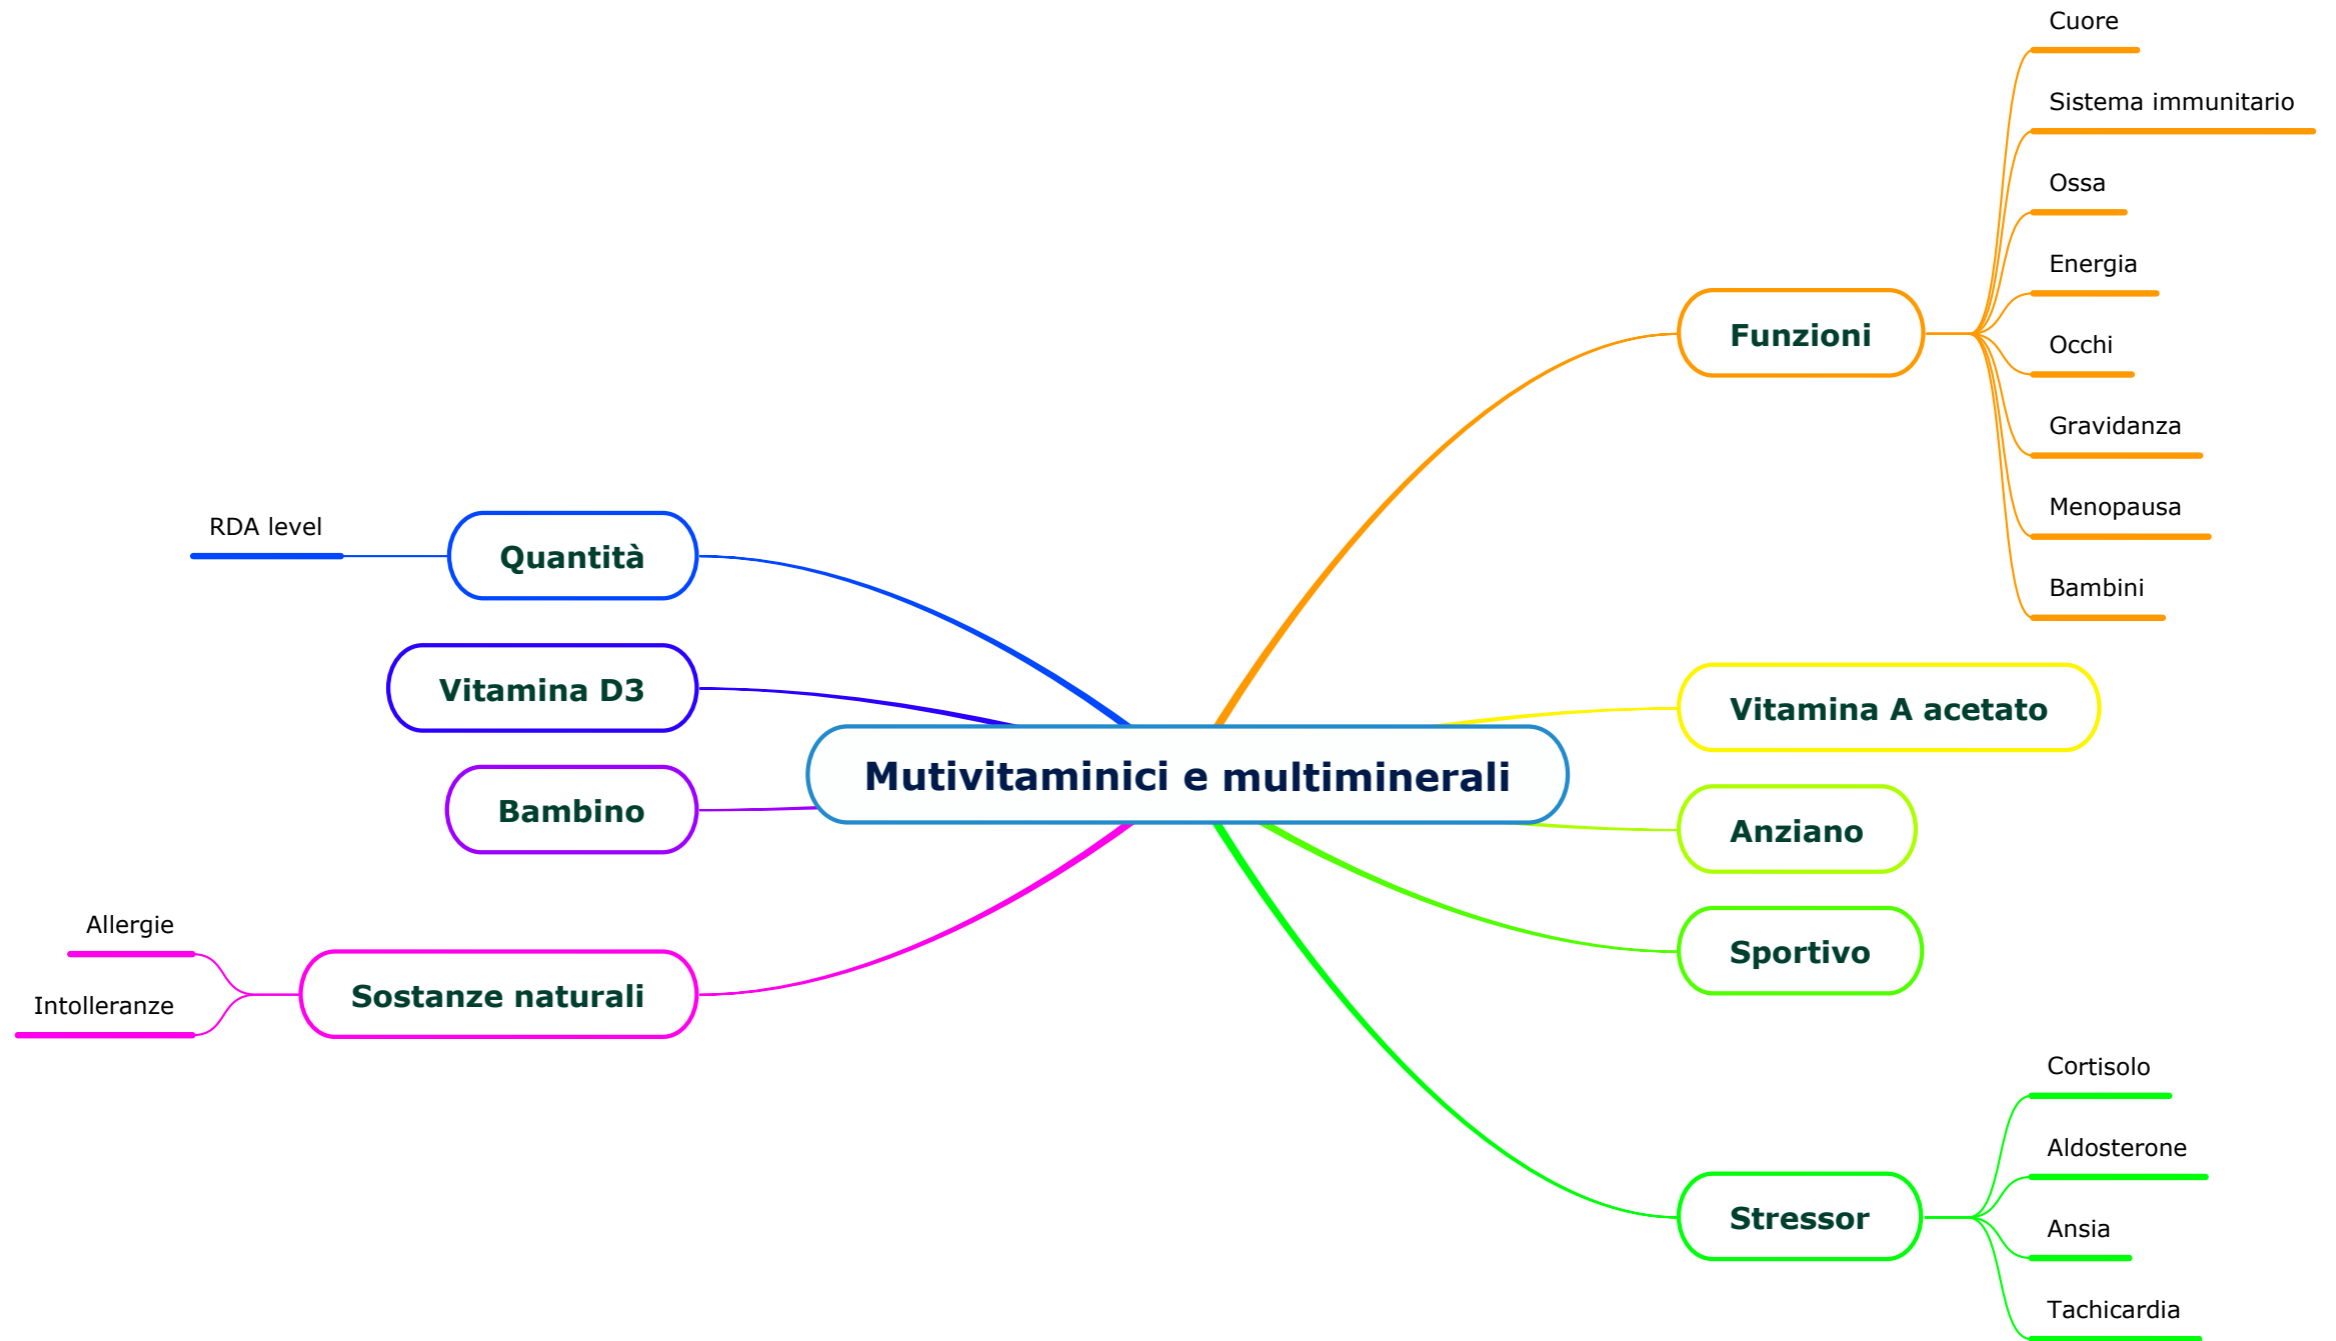 Cuore
Sistema immunitario
Ossa
Energia
Funzioni
Occhi
Gravidanza
Menopausa
Bambini
RDA level
Quantità
Vitamina D3
Vitamina A acetato
Mutivitaminici e multiminerali
Bambino
Anziano
Sportivo
Allergie
Intolleranze
Sostanze naturali
Cortisolo
Aldosterone
Stressor
Ansia
Tachicardia